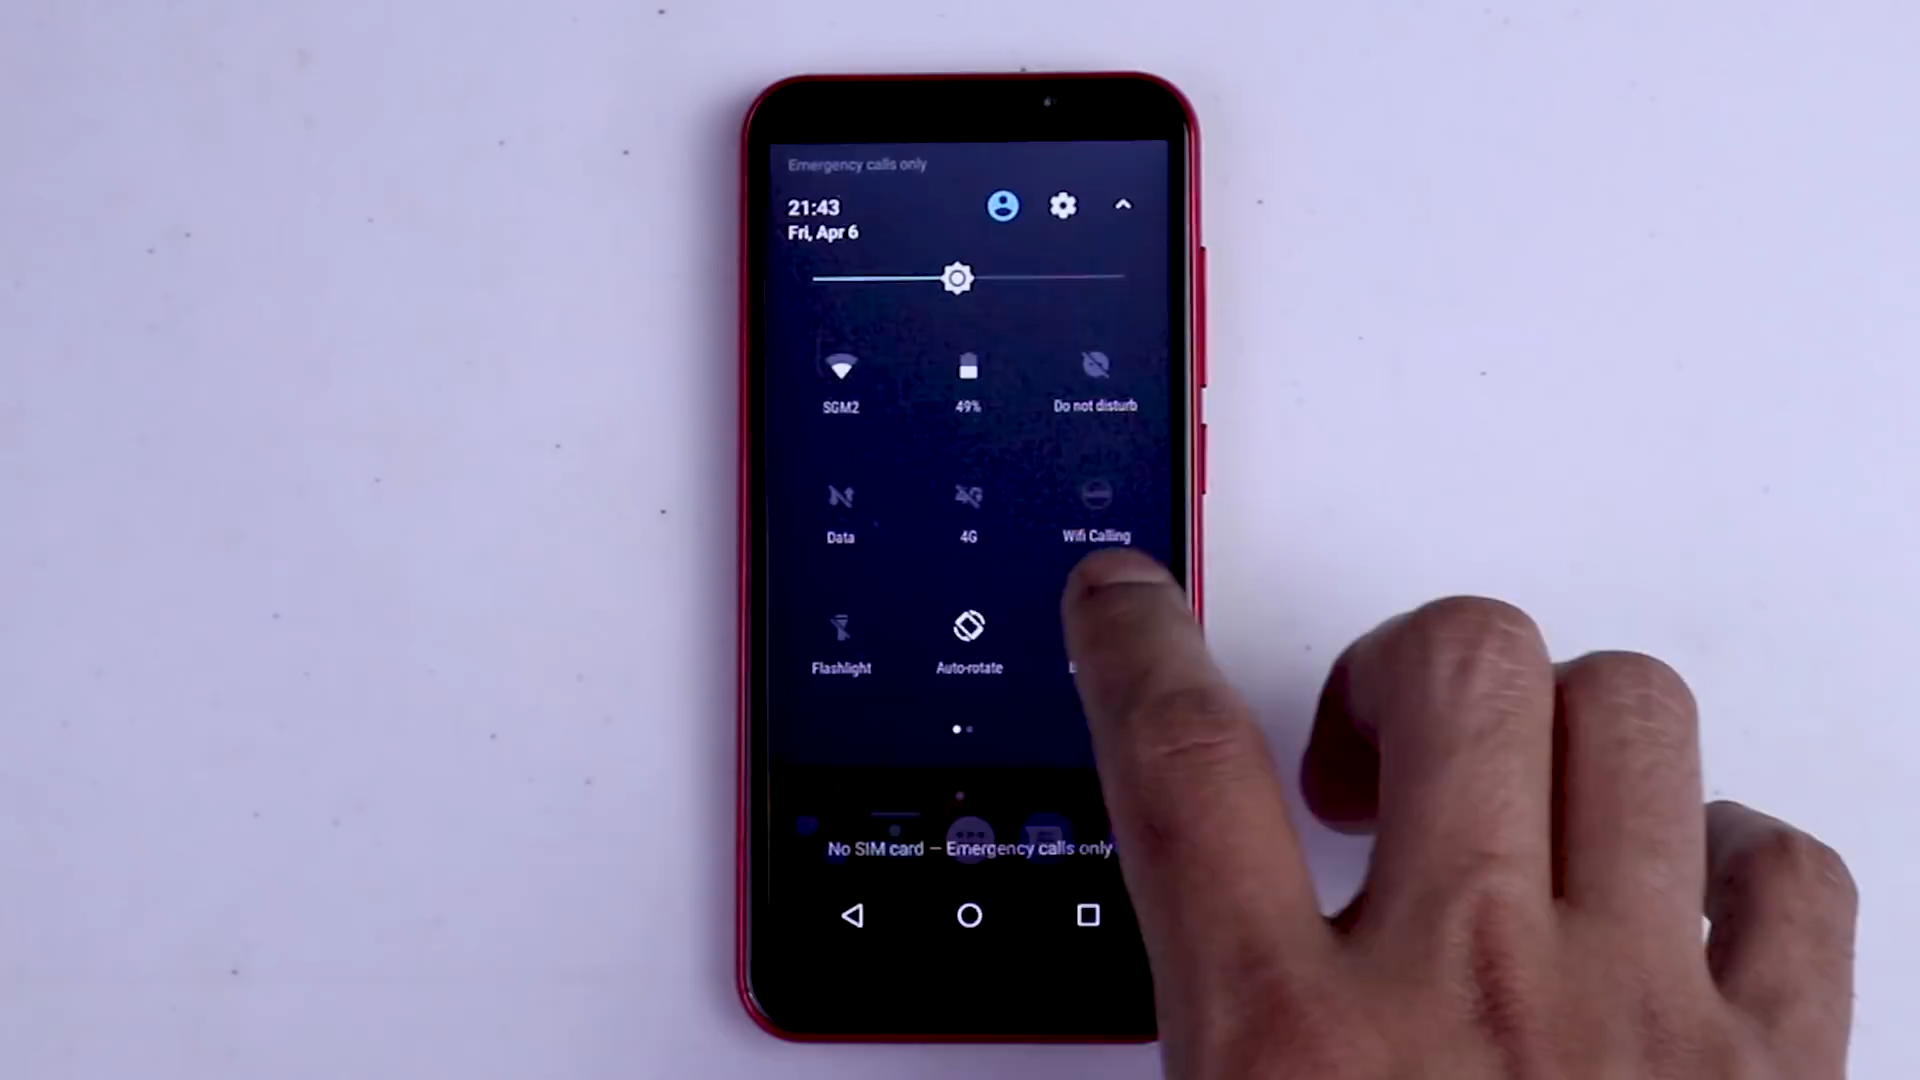 Emergency calls only
21:43
Fri, Apr 6
SGM2
49%
Do not disturb
Data
4G
Wifi Calling
Flashlight
Auto-rotate
No SIM card — Emergency calls only